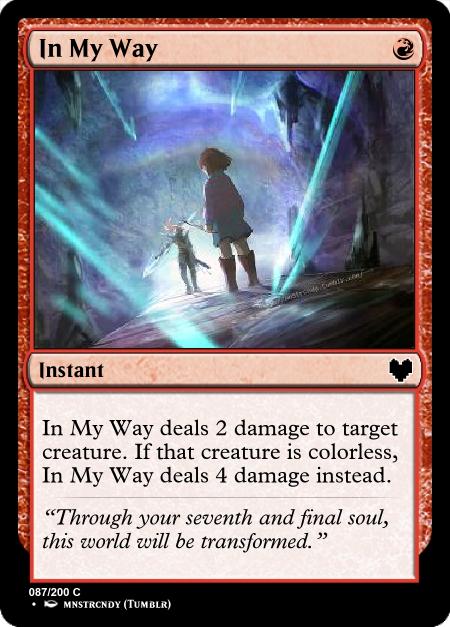 In My Way
Instant
In My Way deals 2 damage to target
creature. If that creature is colorless,
In My Way deals 4 damage instead.
“Through your seventh and final soul,
this world will be transformed.”
087/200 C
• MNSTRCNDY (TUMBLR)